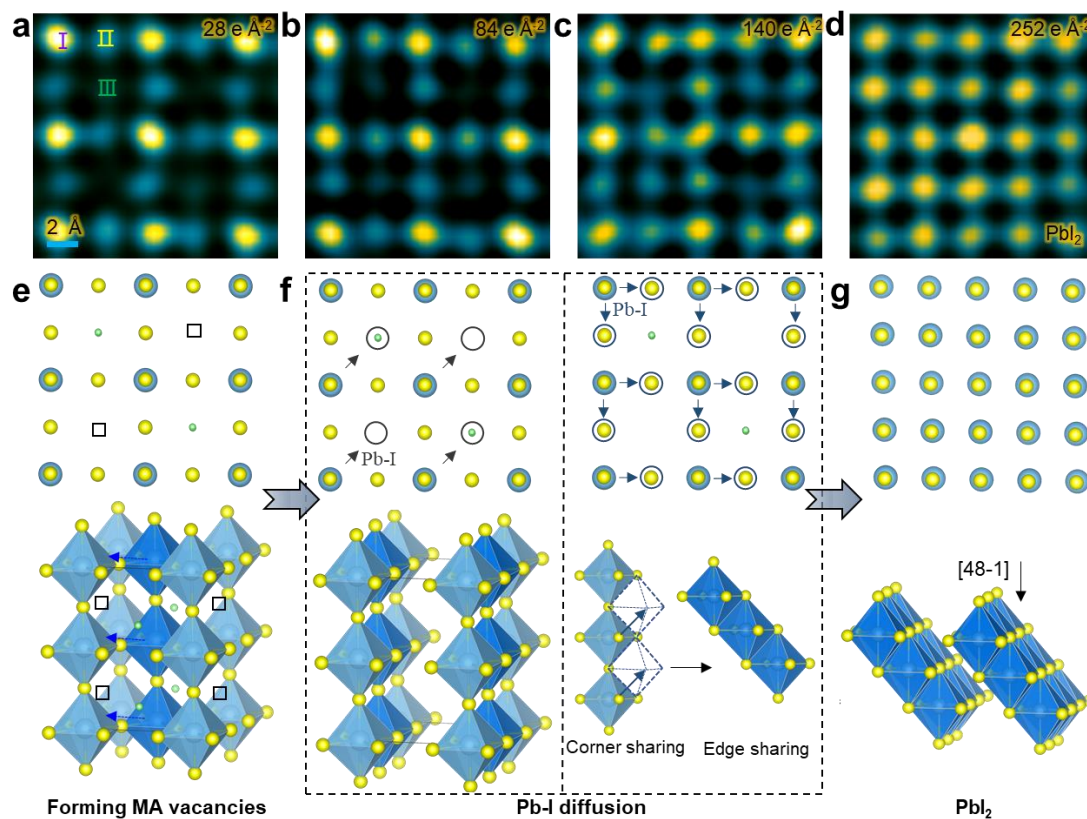 a
28 e Å-2
I
II
III
2 Å
b
84 e Å-2
c
140 e Å-2
d
252 e Å-2
PbI2
e
f
Pb-I
Pb-I
g
Corner sharing
Edge sharing
[48-1]
Forming MA vacancies
Pb-I diffusion
PbI2